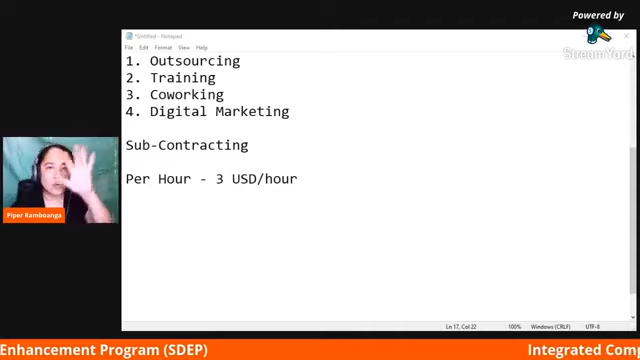 Powered by
StreamYard
*Untitled - Notepad
File Edit Format View Help
1. Outsourcing
2. Training
3. Coworking
4. Digital Marketing
Sub-Contracting
Per Hour - 3 USD/hour
Piper Ramboanga
Ln 17, Col 22 100% Windows (CRLF) UTF-8
Enhancement Program (SDEP) Integrated Comp